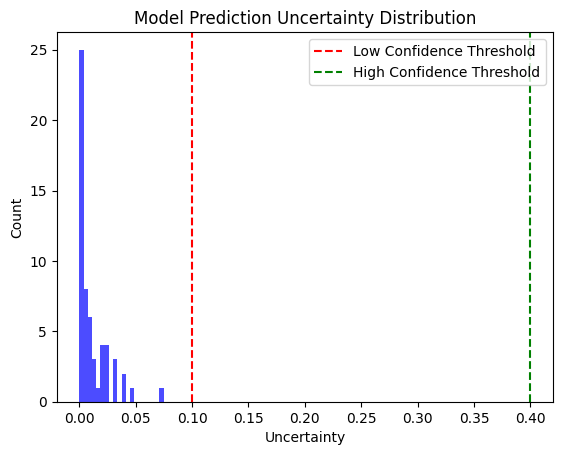 Model Prediction Uncertainty Distribution
Low Confidence Threshold
High Confidence Threshold
25
20
15
10
5
0
Count
0.00 0.05 0.10 0.15 0.20 0.25 0.30 0.35 0.40
Uncertainty